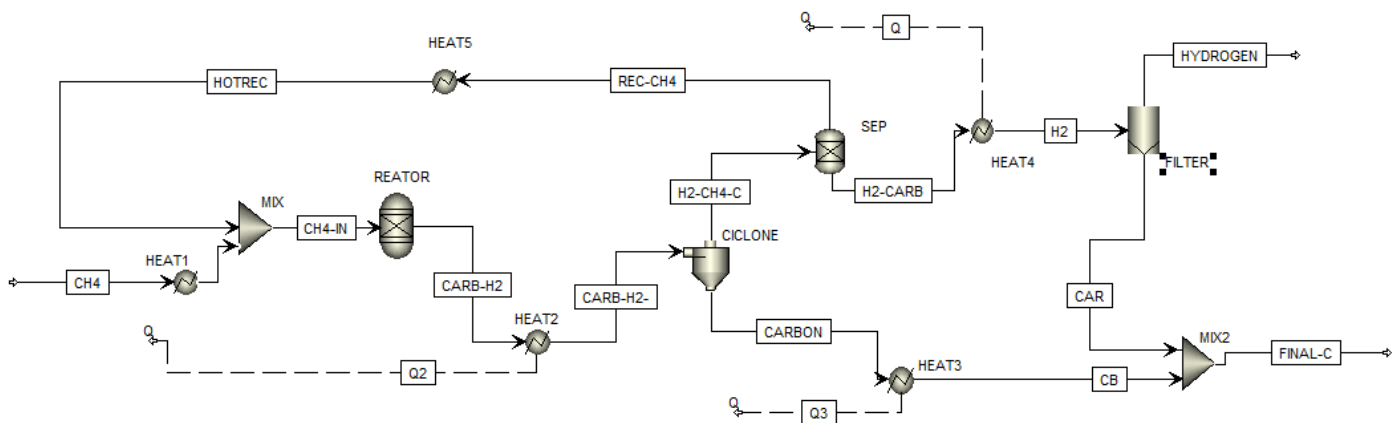 Q
Q
HEAT5
HYDROGEN
HOTREC
REC-CH4
SEP
H2
HEAT4
FILTER
REATOR
H2-CH4-C
H2-CARB
MIX
CH4-IN
CICLONE
HEAT1
CH4
CARB-H2
CARB-H2-
CAR
HEAT2
CARBON
MIX2
Q
FINAL-C
HEAT3
Q2
CB
Q
Q3